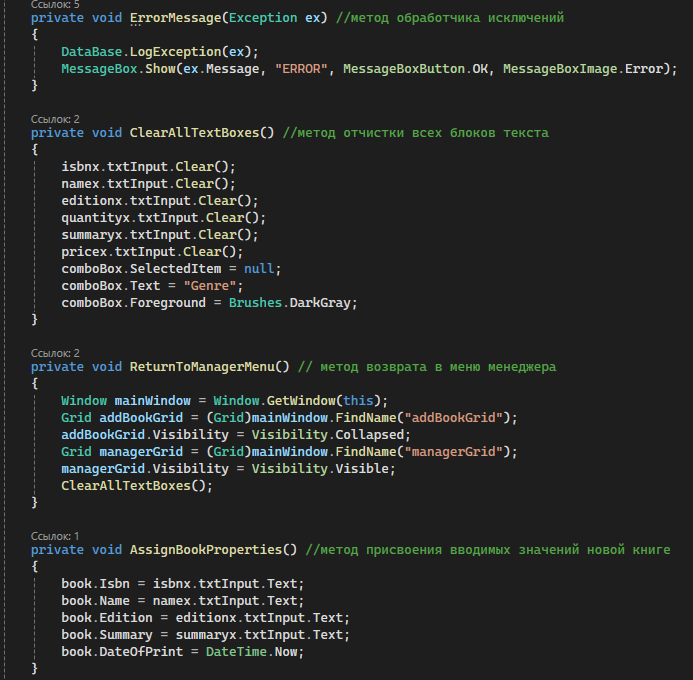 Ссылок: 5
private void ErrorMessage(Exception ex) //метод обработчика исключений
{
    DataBase.LogException(ex);
    MessageBox.Show(ex.Message, "ERROR", MessageBoxButton.OK, MessageBoxImage.Error);
}
Ссылок: 2
private void ClearAllTextBoxes() //метод отчистки всех блоков текста
{
    isbnx.txtInput.Clear();
    namex.txtInput.Clear();
    editionx.txtInput.Clear();
    quantityx.txtInput.Clear();
    summaryx.txtInput.Clear();
    pricex.txtInput.Clear();
    comboBox.SelectedItem = null;
    comboBox.Text = "Genre";
    comboBox.Foreground = Brushes.DarkGray;
}
Ссылок: 2
private void ReturnToManagerMenu() // метод возврата в меню менеджера
{
    Window mainWindow = Window.GetWindow(this);
    Grid addBookGrid = (Grid)mainWindow.FindName("addBookGrid");
    addBookGrid.Visibility = Visibility.Collapsed;
    Grid managerGrid = (Grid)mainWindow.FindName("managerGrid");
    managerGrid.Visibility = Visibility.Visible;
    ClearAllTextBoxes();
}
Ссылок: 1
private void AssignBookProperties() //метод присвоения вводимых значений новой книге
{
    book.Isbn = isbnx.txtInput.Text;
    book.Name = namex.txtInput.Text;
    book.Edition = editionx.txtInput.Text;
    book.Summary = summaryx.txtInput.Text;
    book.DateOfPrint = DateTime.Now;
}